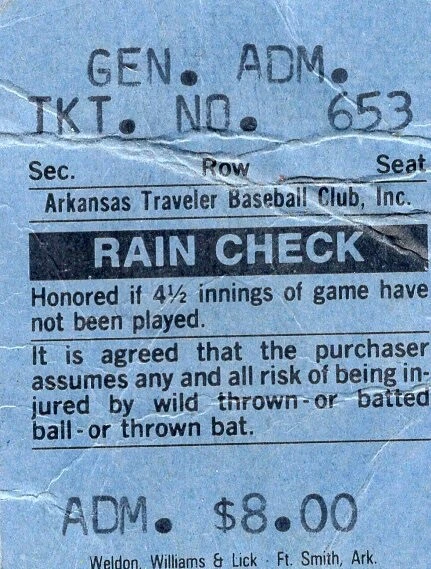 GEN. ADM.
TKT. NO. 653
Sec. Row Seat
Arkansas Traveler Baseball Club, Inc.
RAIN CHECK
Honored if 4½ innings of game have
not been played.
It is agreed that the purchaser
assumes any and all risk of being in-
jured by wild thrown-or batted
ball-or thrown bat.
ADM. $8.00
Weldon, Williams & Lick - Ft. Smith, Ark.